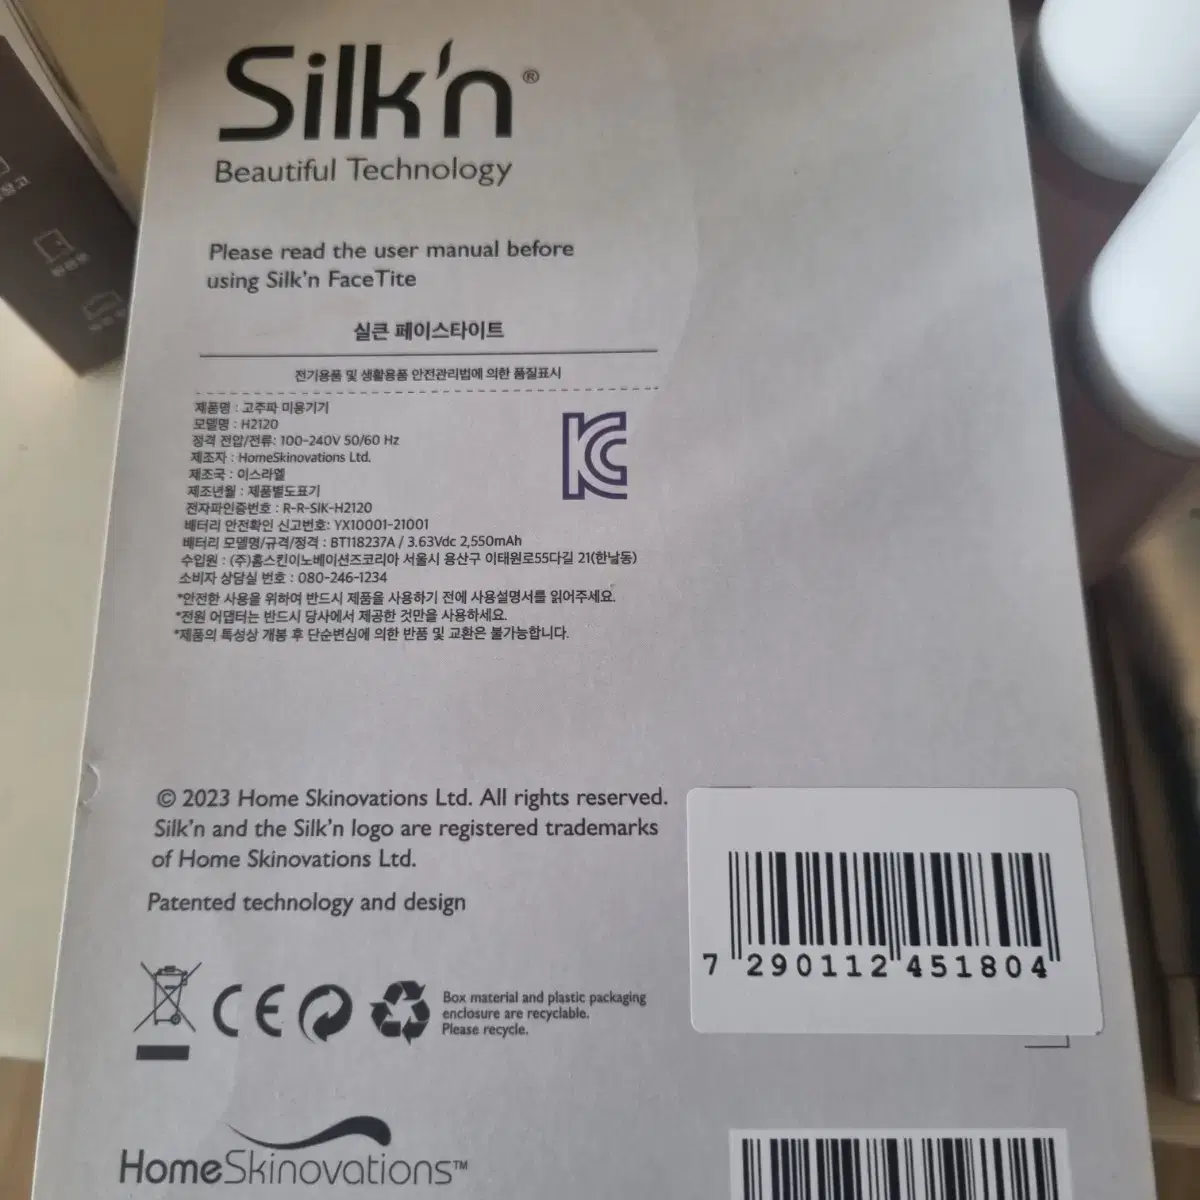 Silk'n®
Beautiful Technology
Please read the user manual before
using Silk'n FaceTite
실큰 페이스타이트
전기용품 및 생활용품 안전관리법에 의한 품질표시
제품명 : 고주파 미용기기
모델명 : H2120
정격 전압/전류: 100-240V 50/60 Hz
제조자 : HomeSkinovations Ltd.
제조국 : 이스라엘
제조년월 : 제품별도표기
전자파인증번호 : R-R-SIK-H2120
배터리 안전확인 신고번호: YX10001-21001
배터리 모델명/규격/정격 : BT118237A / 3.63Vdc 2,550mAh
수입원 : (주)홈스킨이노베이션즈코리아 서울시 용산구 이태원로55다길 21(한남동)
소비자 상담실 번호 : 080-246-1234
*안전한 사용을 위하여 반드시 제품을 사용하기 전에 사용설명서를 읽어주세요.
*전원 어댑터는 반드시 당사에서 제공한 것만을 사용하세요.
*제품의 특성상 개봉 후 단순변심에 의한 반품 및 교환은 불가능합니다.
© 2023 Home Skinovations Ltd. All rights reserved.
Silk'n and the Silk'n logo are registered trademarks
of Home Skinovations Ltd.
Patented technology and design
7 290112 451804
CE
Box material and plastic packaging
enclosure are recyclable.
Please recycle.
HomeSkinovations™